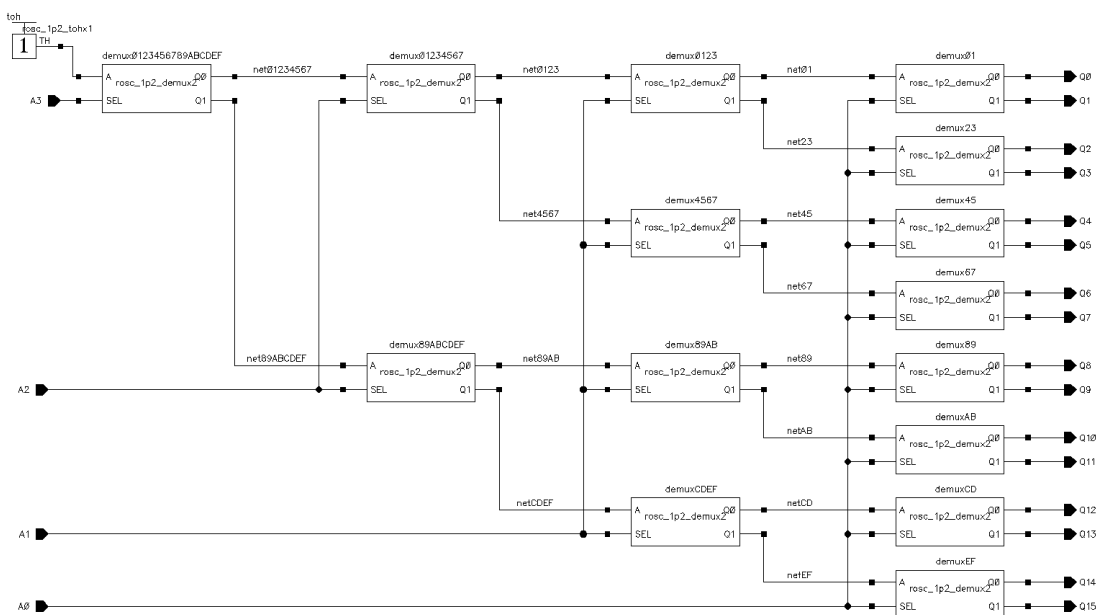 toh
rosc_1p2_tohx1
1
TH
demuxØ123456789ABCDEF
A rosc_1p2_demux2 QØ
SEL Q1
netØ1234567
demuxØ1234567
A rosc_1p2_demux2 QØ
SEL Q1
netØ123
demuxØ123
A rosc_1p2_demux2 QØ
SEL Q1
netØ1
demuxØ1
A rosc_1p2_demux2 QØ
SEL Q1
QØ
Q1
A3
net23
demux23
A rosc_1p2_demux2 QØ
SEL Q1
Q2
Q3
net4567
demux4567
A rosc_1p2_demux2 QØ
SEL Q1
net45
demux45
A rosc_1p2_demux2 QØ
SEL Q1
Q4
Q5
net67
demux67
A rosc_1p2_demux2 QØ
SEL Q1
Q6
Q7
net89ABCDEF
demux89ABCDEF
A rosc_1p2_demux2 QØ
SEL Q1
net89AB
demux89AB
A rosc_1p2_demux2 QØ
SEL Q1
net89
demux89
A rosc_1p2_demux2 QØ
SEL Q1
Q8
Q9
A2
netAB
demuxAB
A rosc_1p2_demux2 QØ
SEL Q1
Q1Ø
Q11
netCDEF
demuxCDEF
A rosc_1p2_demux2 QØ
SEL Q1
netCD
demuxCD
A rosc_1p2_demux2 QØ
SEL Q1
Q12
Q13
A1
netEF
demuxEF
A rosc_1p2_demux2 QØ
SEL Q1
Q14
Q15
AØ